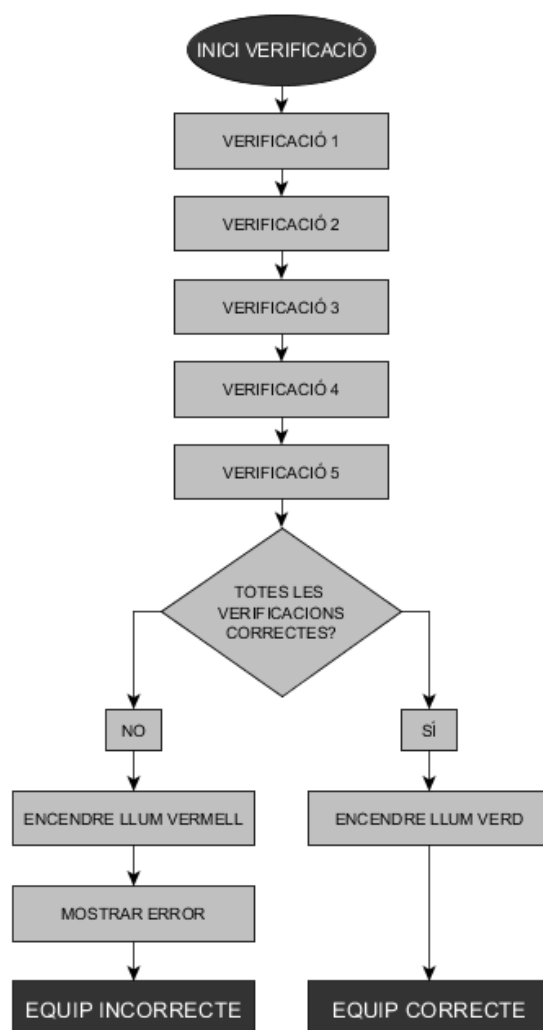 INICI VERIFICACIÓ
VERIFICACIÓ 1
VERIFICACIÓ 2
VERIFICACIÓ 3
VERIFICACIÓ 4
VERIFICACIÓ 5
TOTES LES
VERIFICACIONS
CORRECTES?
NO
SÍ
ENCENDRE LLUM VERMELL
ENCENDRE LLUM VERD
MOSTRAR ERROR
EQUIP INCORRECTE
EQUIP CORRECTE